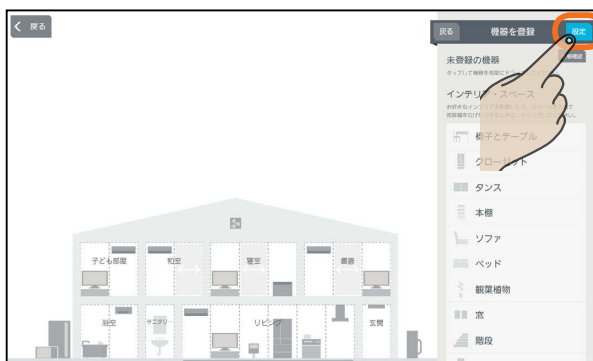 戻る
戻る
機器を登録
設定
未登録の機器
インテリア・スペース
椅子とテーブル
クローゼット
タンス
本棚
ソファ
ベッド
観葉植物
窓
階段
子ども部屋
和室
寝室
書斎
浴室
サニタリー
リビング
玄関